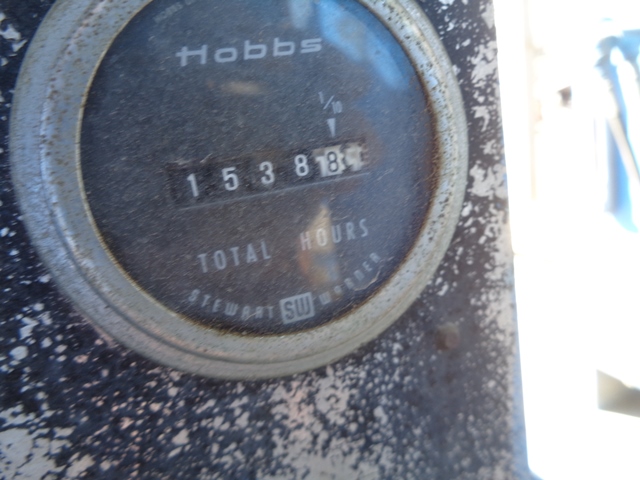 Hobbs
1/10
15388
TOTAL HOURS
STEWART SW WARNER